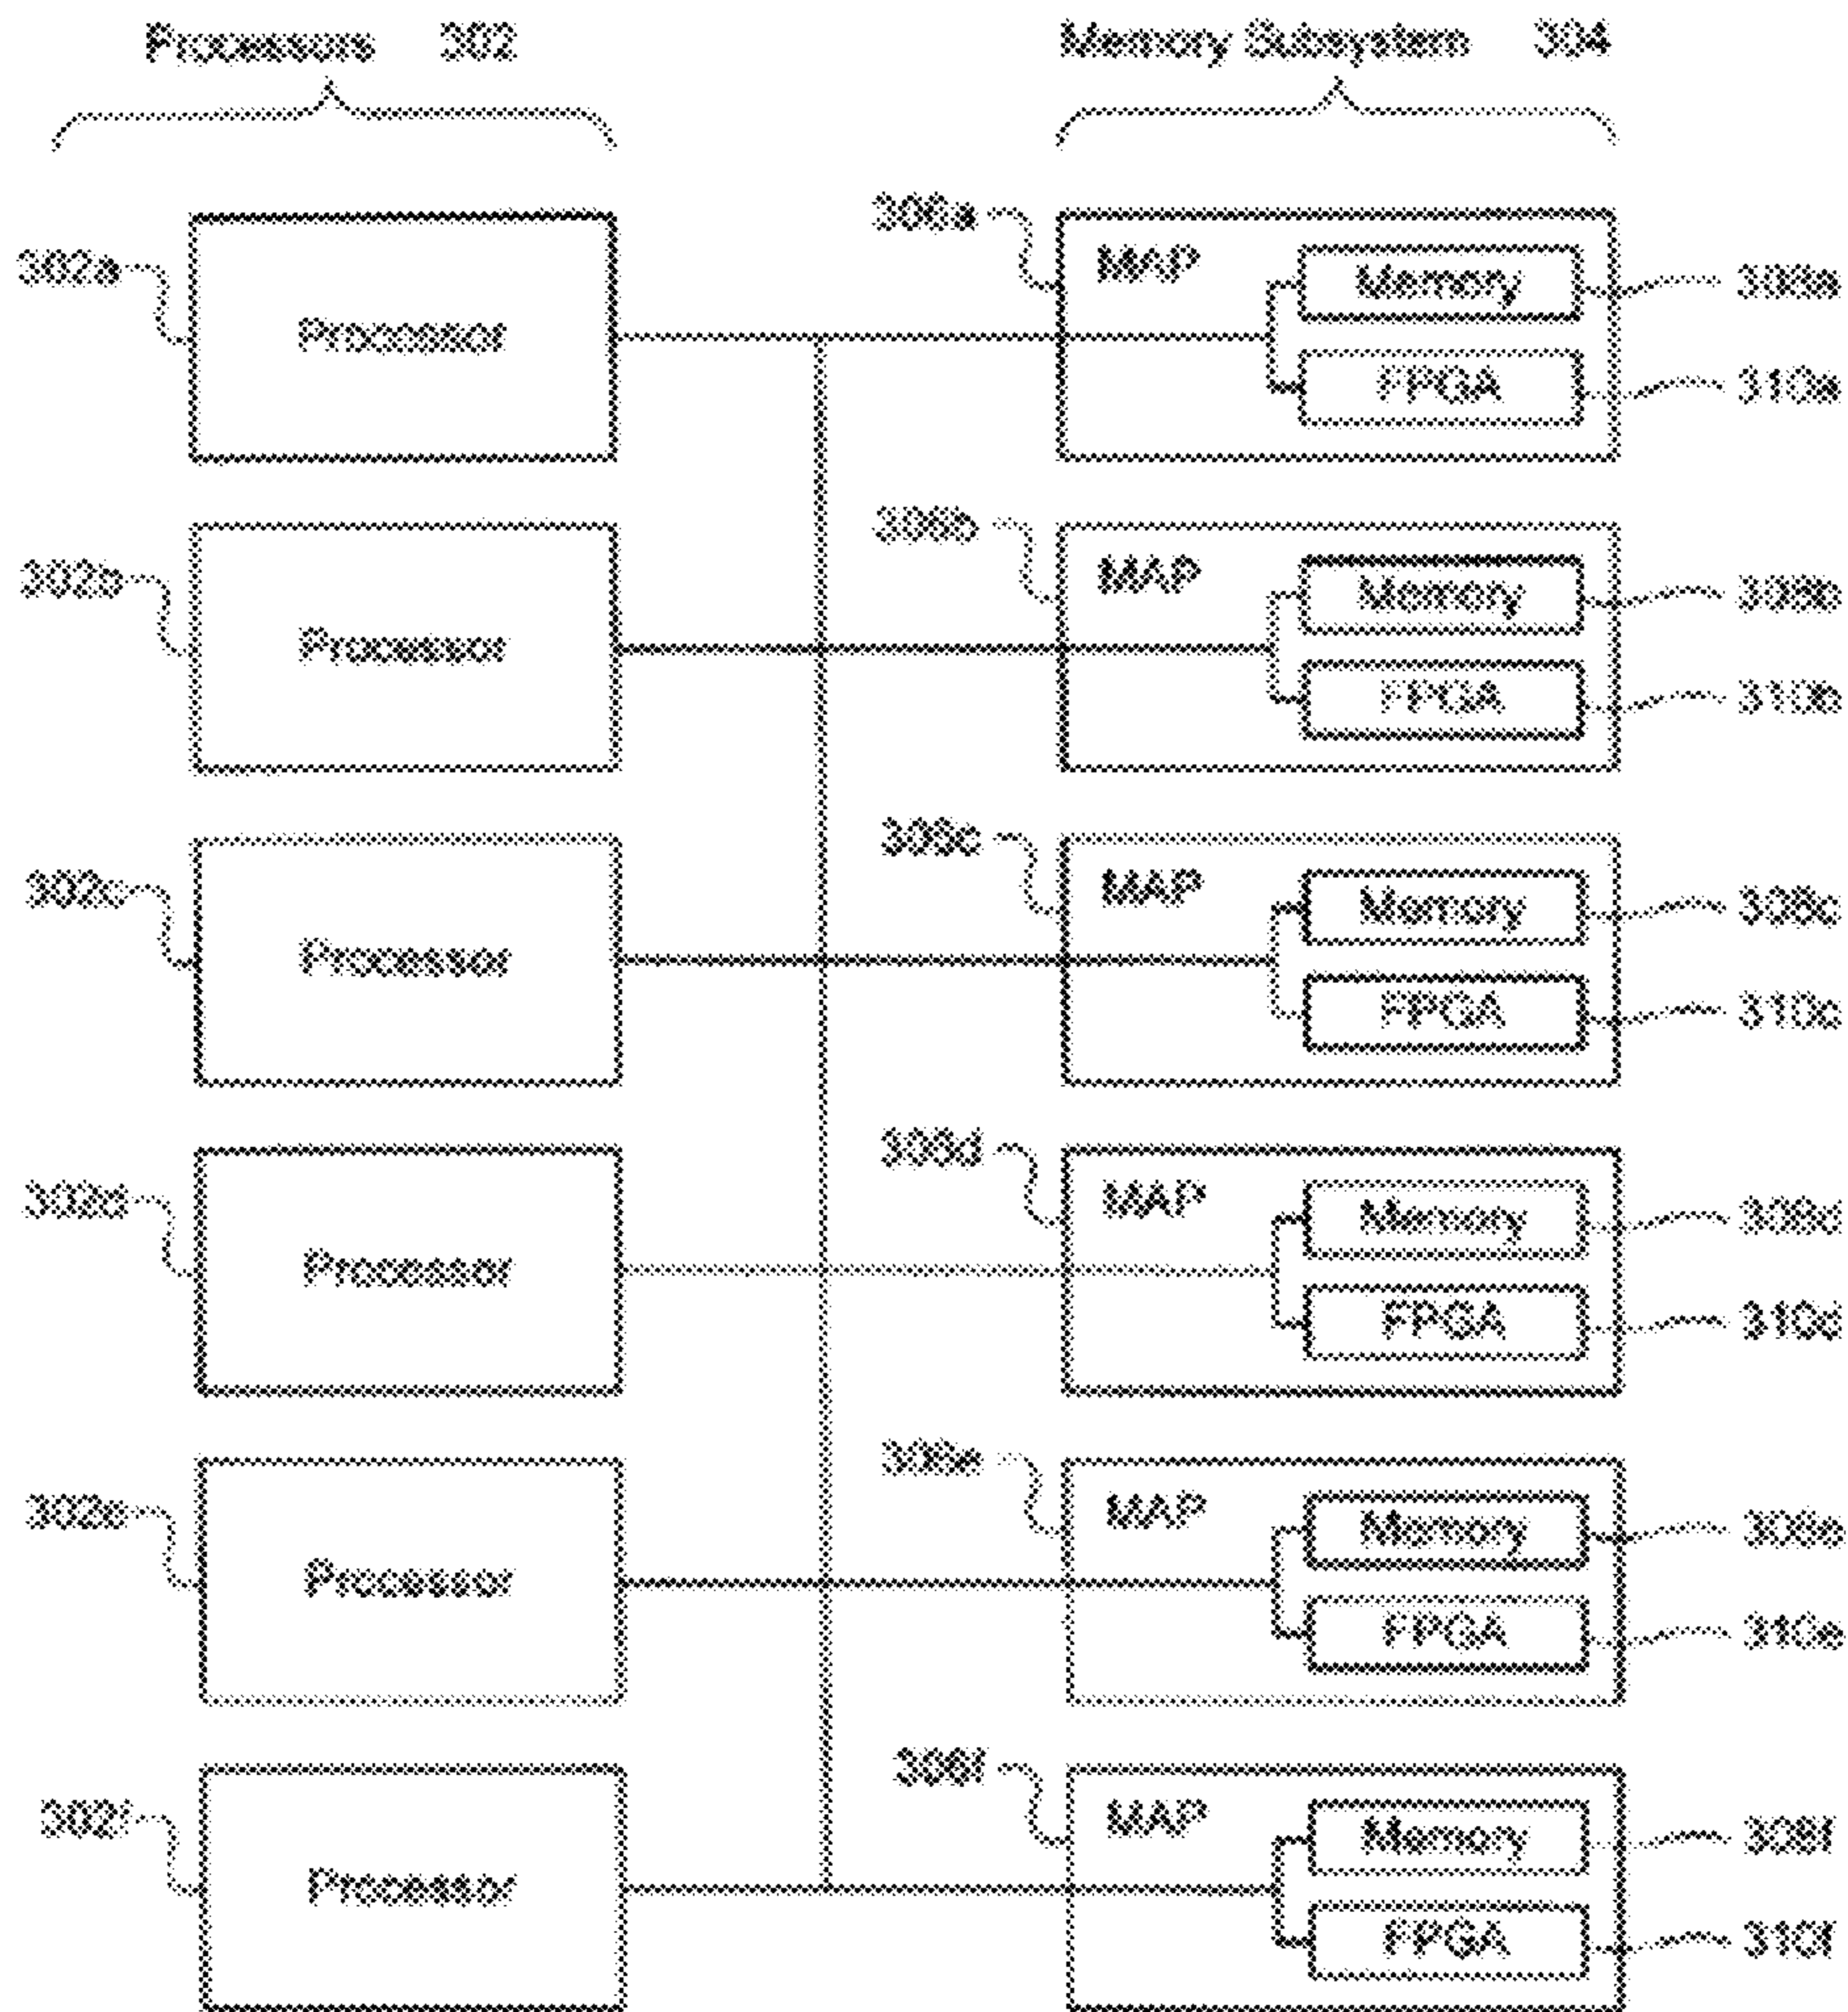 Processors 302 Memory Subsystem 304
306a
302a Processor MAP Memory 308a
FPGA 310a
306b
302b Processor MAP Memory 308b
FPGA 310b
306c
302c Processor MAP Memory 308c
FPGA 310c
306d
302d Processor MAP Memory 308d
FPGA 310d
306e
302e Processor MAP Memory 308e
FPGA 310e
306f
302f Processor MAP Memory 308f
FPGA 310f